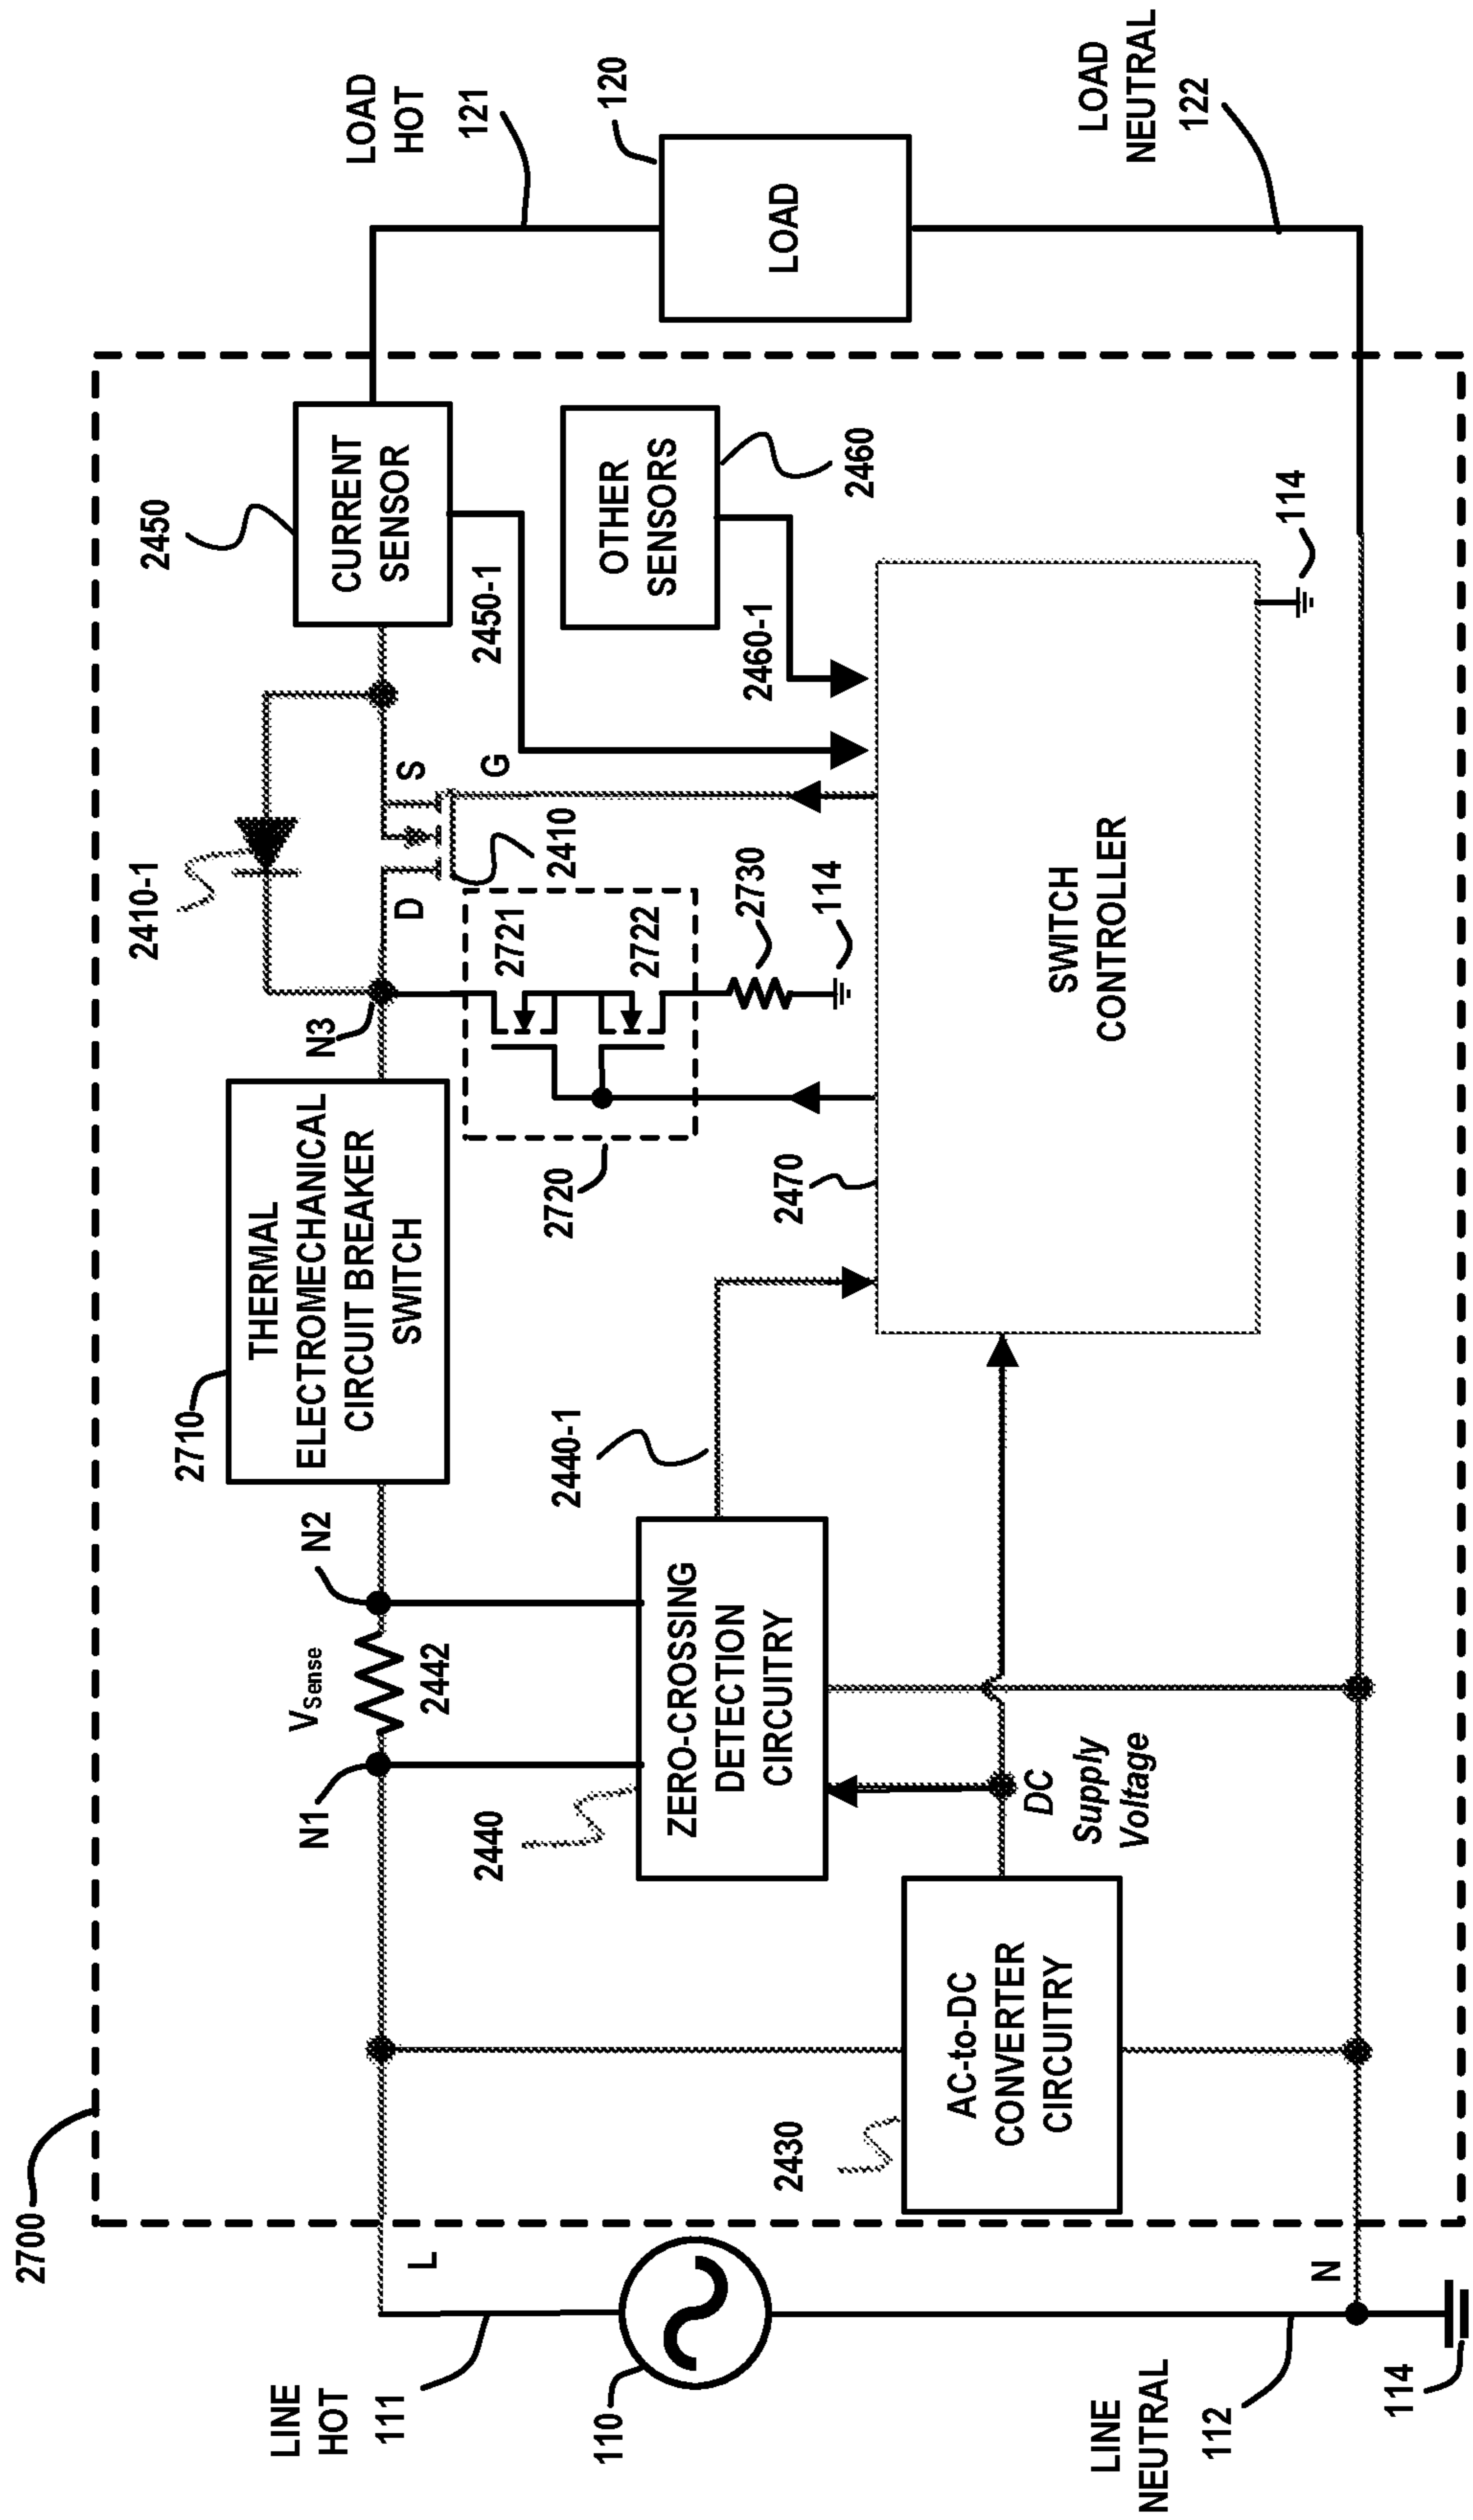 2700
LINE
HOT
111
L
110
LINE
NEUTRAL
112
N
114
2430
AC-to-DC
CONVERTER
CIRCUITRY
DC
Supply
Voltage
N1
VSense
2442
N2
2440
ZERO-CROSSING
DETECTION
CIRCUITRY
2440-1
2710
THERMAL
ELECTROMECHANICAL
CIRCUIT BREAKER
SWITCH
N3
2720
2721
2722
2730
114
2470
SWITCH
CONTROLLER
114
2410-1
D
S
G
2410
2450
CURRENT
SENSOR
2450-1
OTHER
SENSORS
2460
2460-1
LOAD
HOT
121
120
LOAD
LOAD
NEUTRAL
122